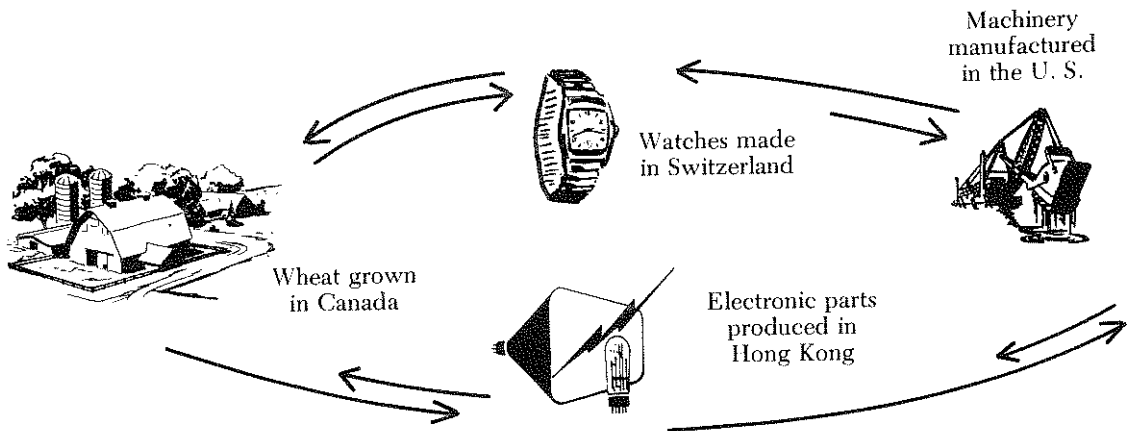 Machinery
manufactured
in the U. S.
Watches made
in Switzerland
Wheat grown
in Canada
Electronic parts
produced in
Hong Kong